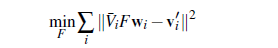 min_F ∑_i ‖V̄_i F w_i − v′_i‖²